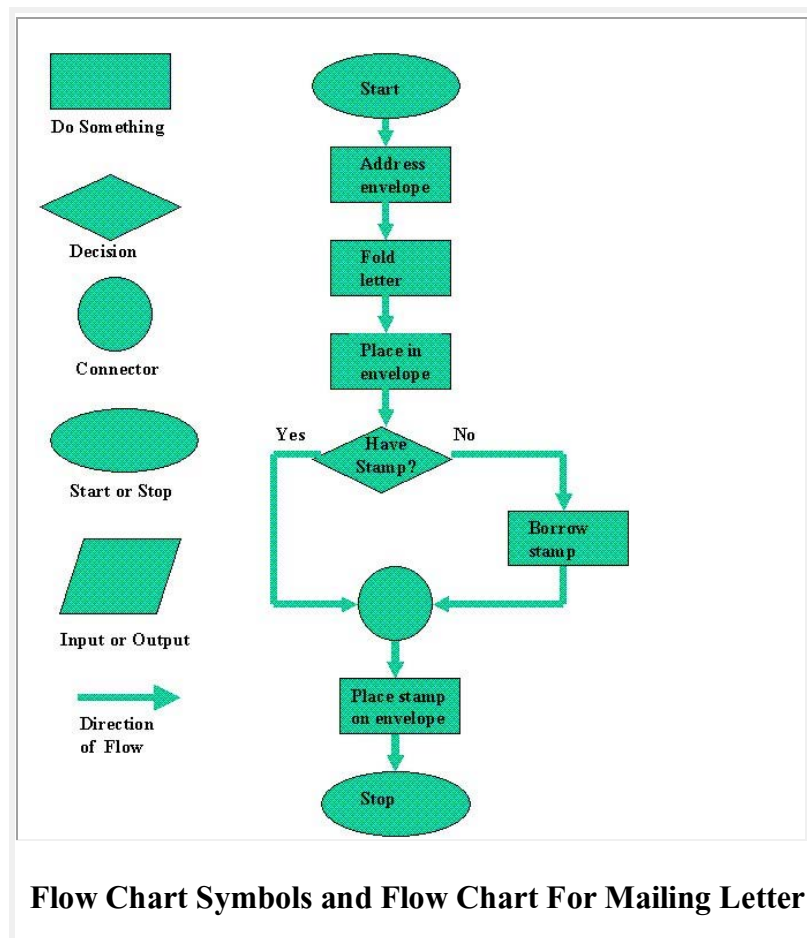 Do Something
Decision
Connector
Start or Stop
Input or Output
Direction
of Flow
Start
Address
envelope
Fold
letter
Place in
envelope
Have
Stamp?
Yes
No
Borrow
stamp
Place stamp
on envelope
Stop
Flow Chart Symbols and Flow Chart For Mailing Letter